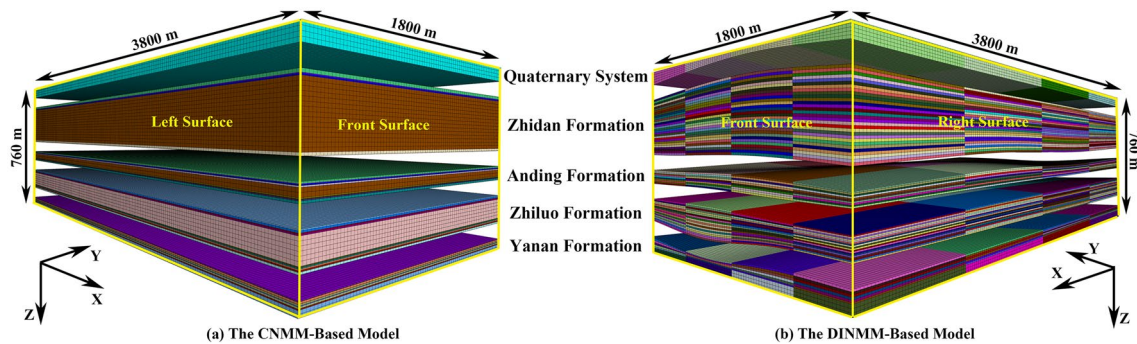 3800 m
1800 m
1800 m
3800 m
Quaternary System
Left Surface
Front Surface
Zhidan Formation
Front Surface
Right Surface
760 m
760 m
Anding Formation
Zhiluo Formation
Yanan Formation
Y
X
Z
Y
X
Z
(a) The CNMM-Based Model
(b) The DINMM-Based Model